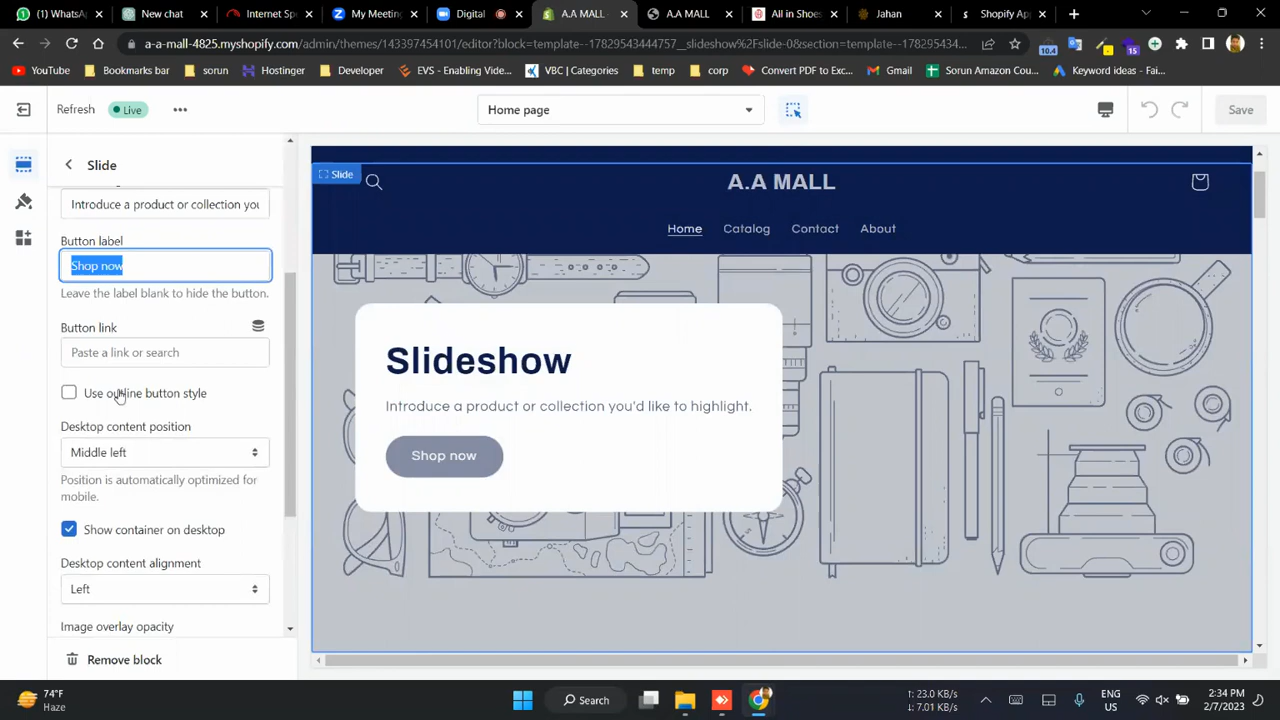 (1) WhatsA
New chat
Internet Sp
My Meeting
Digital
A.A MALL -
A.A MALL
All in Shoes
Jahan
Shopify Ap
a-a-mall-4825.myshopify.com/admin/themes/143397454101/editor?block=template--17829543444757__slideshow%2Fslide-0&section=template--178295434...
10.4
15
YouTube
Bookmarks bar
sorun
Hostinger
Developer
EVS - Enabling Vide...
VBC | Categories
temp
corp
Convert PDF to Exc...
Gmail
Sorun Amazon Cou...
Keyword ideas - Fai...
Refresh
Live
Home page
Save
Slide
Introduce a product or collection you
Button label
Shop now
Leave the label blank to hide the button.
Button link
Paste a link or search
Use outline button style
Desktop content position
Middle left
Position is automatically optimized for
mobile.
Show container on desktop
Desktop content alignment
Left
Image overlay opacity
Remove block
Slide
A.A MALL
Home
Catalog
Contact
About
Slideshow
Introduce a product or collection you'd like to highlight.
Shop now
74°F
Haze
Search
↑: 23.0 KB/s
↓: 7.01 KB/s
ENG
US
2:34 PM
2/7/2023